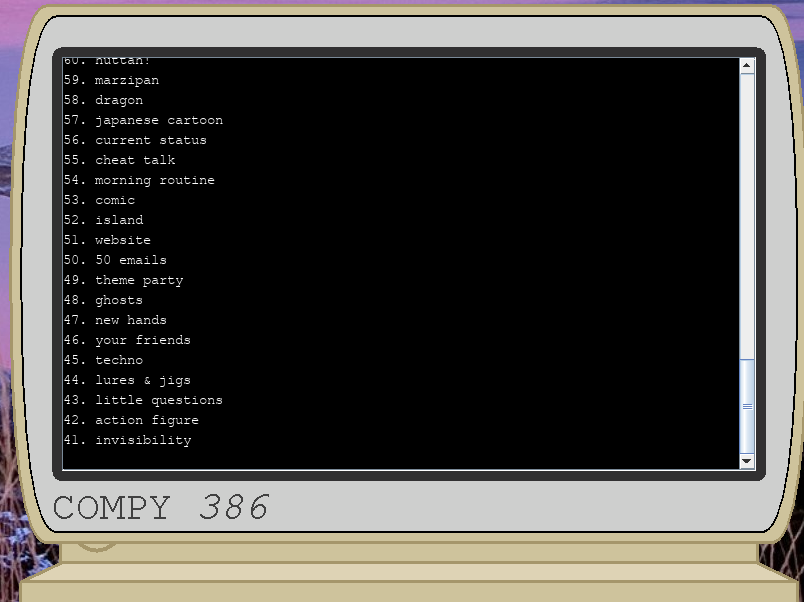 60. huttah!
59. marzipan
58. dragon
57. japanese cartoon
56. current status
55. cheat talk
54. morning routine
53. comic
52. island
51. website
50. 50 emails
49. theme party
48. ghosts
47. new hands
46. your friends
45. techno
44. lures & jigs
43. little questions
42. action figure
41. invisibility
COMPY 386